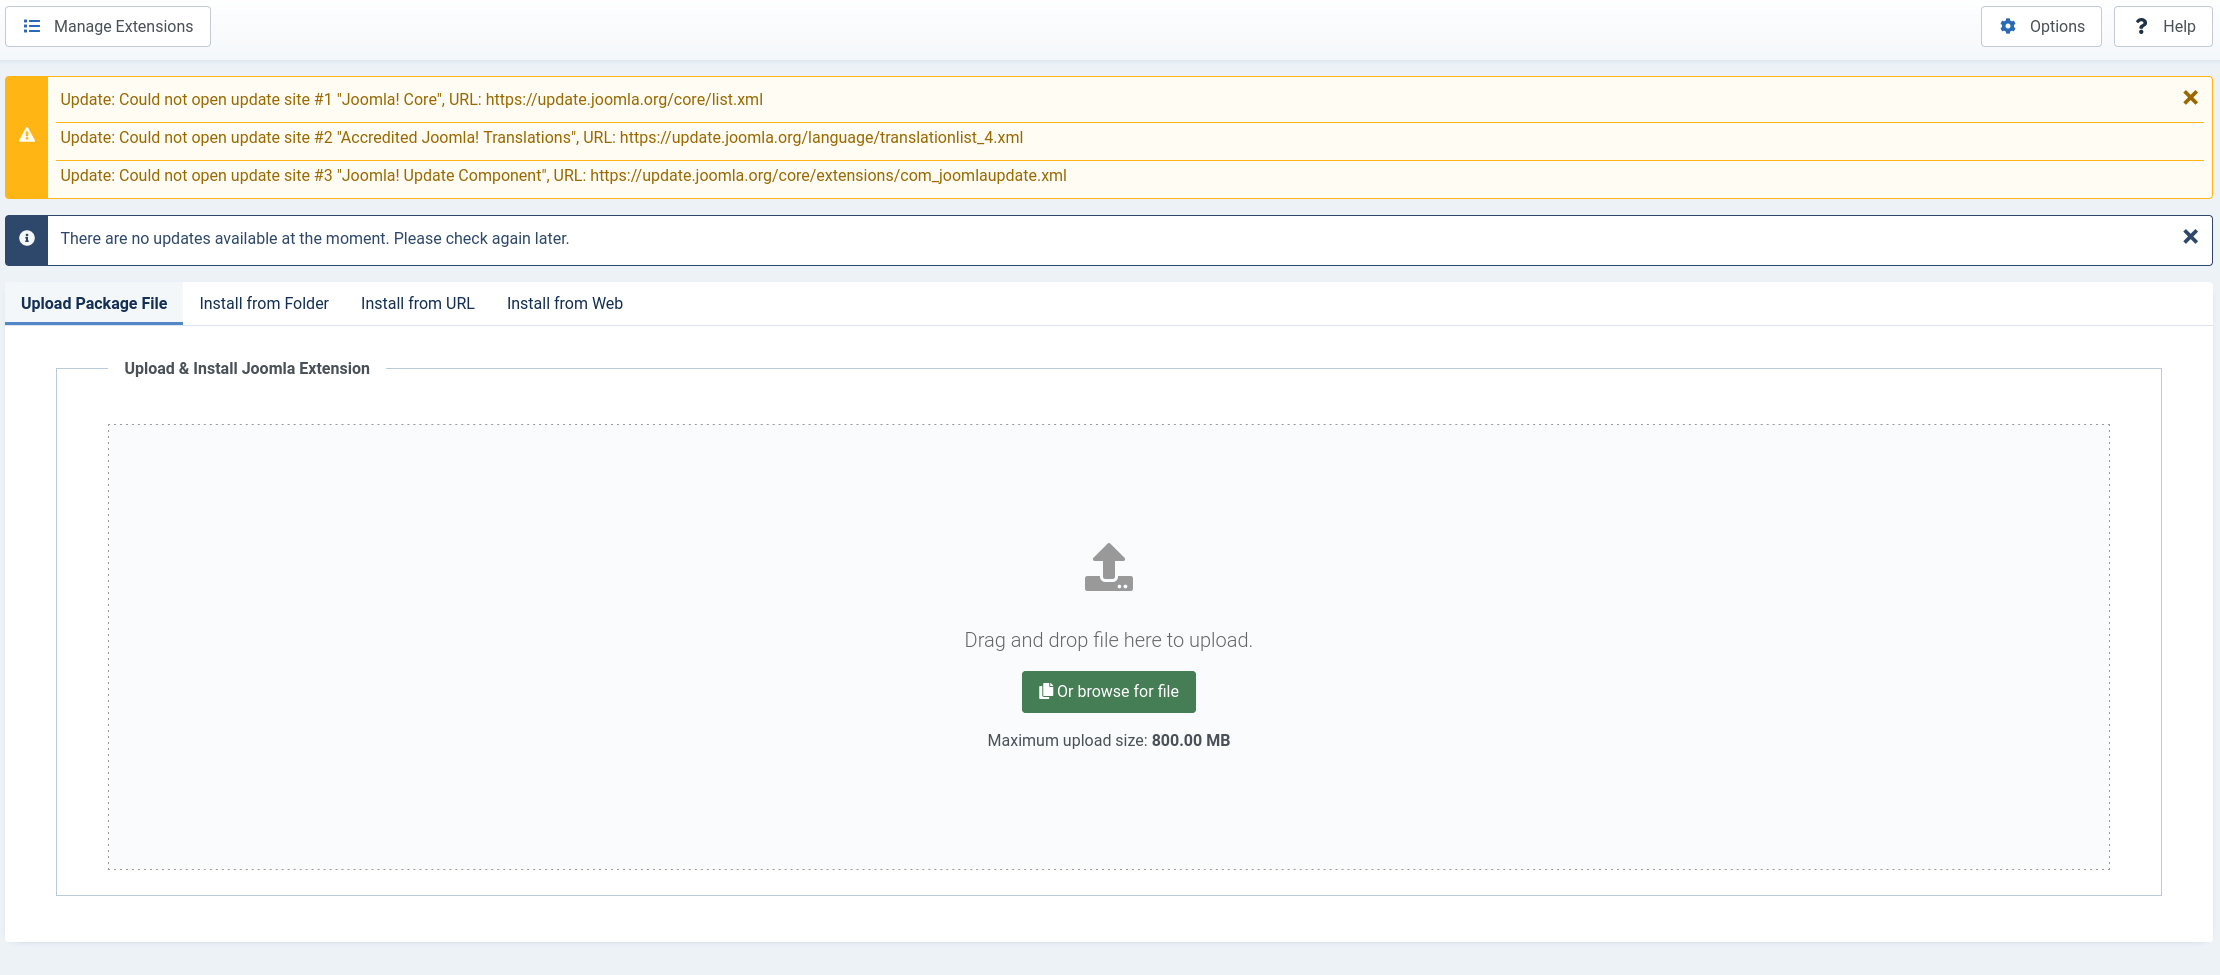 Manage Extensions
Options
Help
Update: Could not open update site #1 "Joomla! Core", URL: https://update.joomla.org/core/list.xml
Update: Could not open update site #2 "Accredited Joomla! Translations", URL: https://update.joomla.org/language/translationlist_4.xml
Update: Could not open update site #3 "Joomla! Update Component", URL: https://update.joomla.org/core/extensions/com_joomlaupdate.xml
There are no updates available at the moment. Please check again later.
Upload Package File
Install from Folder
Install from URL
Install from Web
Upload & Install Joomla Extension
Drag and drop file here to upload.
Or browse for file
Maximum upload size: 800.00 MB